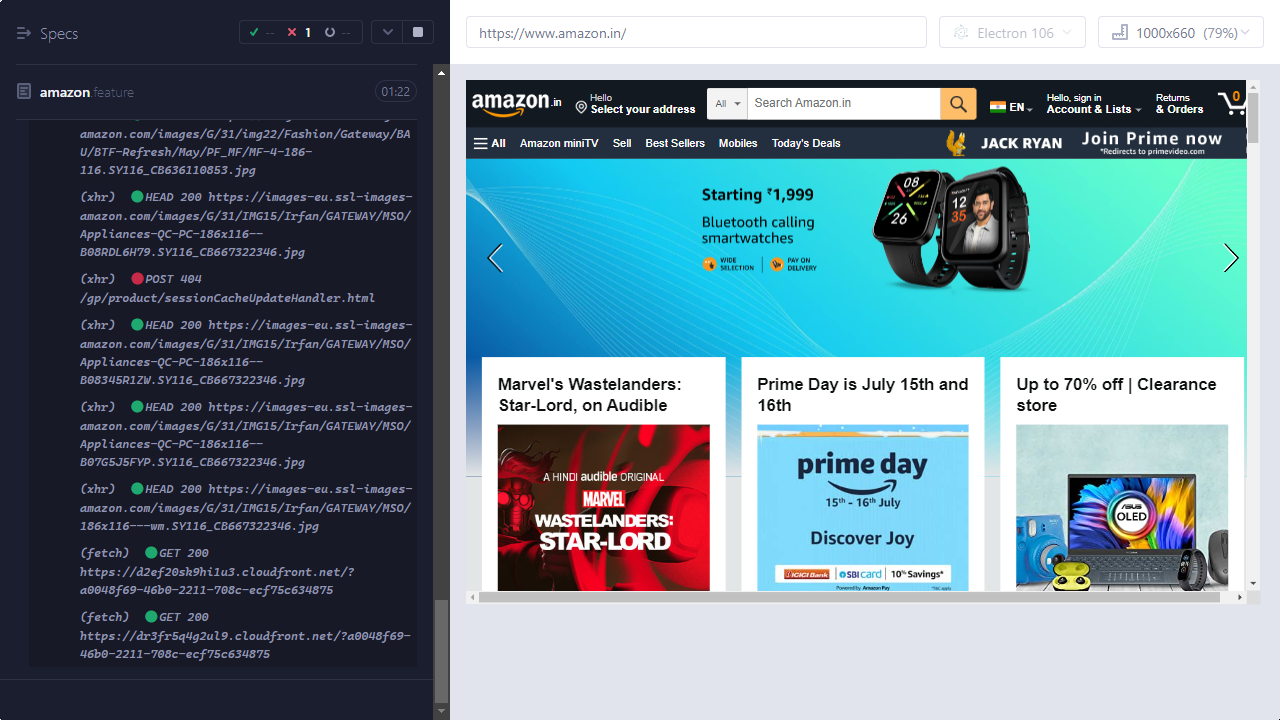 Specs
--
1
--
amazon.feature
01:22
amazon.com/images/G/31/img22/Fashion/Gateway/BA
U/BTF-Refresh/May/PF_MF/MF-4-186-
116.SY116_CB636110853.jpg
(xhr) HEAD 200 https://images-eu.ssl-images-
amazon.com/images/G/31/IMG15/Irfan/GATEWAY/MSO/
Appliances-QC-PC-186x116--
B08RDL6H79.SY116_CB667322346.jpg
(xhr) POST 404
/gp/product/sessionCacheUpdateHandler.html
(xhr) HEAD 200 https://images-eu.ssl-images-
amazon.com/images/G/31/IMG15/Irfan/GATEWAY/MSO/
Appliances-QC-PC-186x116--
B08345R1ZW.SY116_CB667322346.jpg
(xhr) HEAD 200 https://images-eu.ssl-images-
amazon.com/images/G/31/IMG15/Irfan/GATEWAY/MSO/
Appliances-QC-PC-186x116--
B07G5J5FYP.SY116_CB667322346.jpg
(xhr) HEAD 200 https://images-eu.ssl-images-
amazon.com/images/G/31/IMG15/Irfan/GATEWAY/MSO/
186x116---wm.SY116_CB667322346.jpg
(fetch) GET 200
https://d2ef20sk9hi1u3.cloudfront.net/?
a0048f69-46b0-2211-708c-ecf75c634875
(fetch) GET 200
https://dr3fr5q4g2ul9.cloudfront.net/?a0048f69-
46b0-2211-708c-ecf75c634875
https://www.amazon.in/
Electron 106
1000x660 (79%)
amazon.in
Hello
Select your address
All
Search Amazon.in
EN
Hello, sign in
Account & Lists
Returns
& Orders
0
All
Amazon miniTV
Sell
Best Sellers
Mobiles
Today's Deals
JACK RYAN
Join Prime now
*Redirects to primevideo.com
Starting ₹1,999
Bluetooth calling
smartwatches
WIDE
SELECTION
PAY ON
DELIVERY
08
26
12
35
Marvel's Wastelanders:
Star-Lord, on Audible
A HINDI audible ORIGINAL
MARVEL
WASTELANDERS:
STAR-LORD
Prime Day is July 15th and
16th
prime day
15th - 16th July
Discover Joy
ICICI Bank
SBI card
10% Savings*
Powered by Amazon Pay
*T&C apply
Up to 70% off | Clearance
store
ASUS
OLED